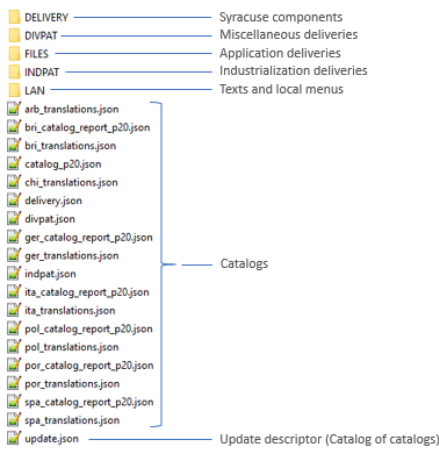 DELIVERY Syracuse components
DIVPAT Miscellaneous deliveries
FILES Application deliveries
INDPAT Industrialization deliveries
LAN Texts and local menus
arb_translations.json
bri_catalog_report_p20.json
bri_translations.json
catalog_p20.json
chi_translations.json
delivery.json
divpat.json
ger_catalog_report_p20.json
ger_translations.json
indpat.json Catalogs
ita_catalog_report_p20.json
ita_translations.json
pol_catalog_report_p20.json
pol_translations.json
por_catalog_report_p20.json
por_translations.json
spa_catalog_report_p20.json
spa_translations.json
update.json Update descriptor (Catalog of catalogs)